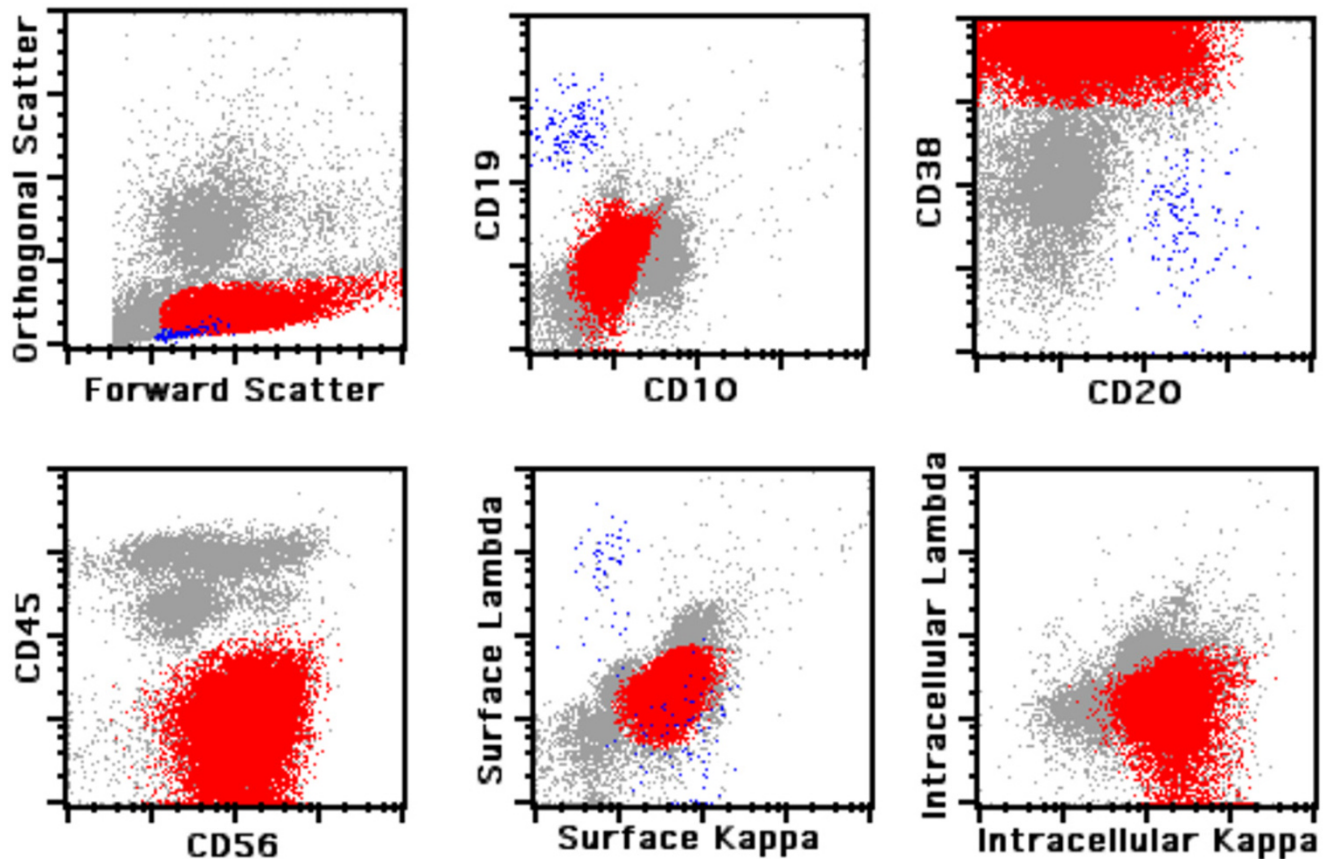 Orthogonal Scatter
Forward Scatter
CD19
CD10
CD38
CD20
CD45
CD56
Surface Lambda
Surface Kappa
Intracellular Lambda
Intracellular Kappa